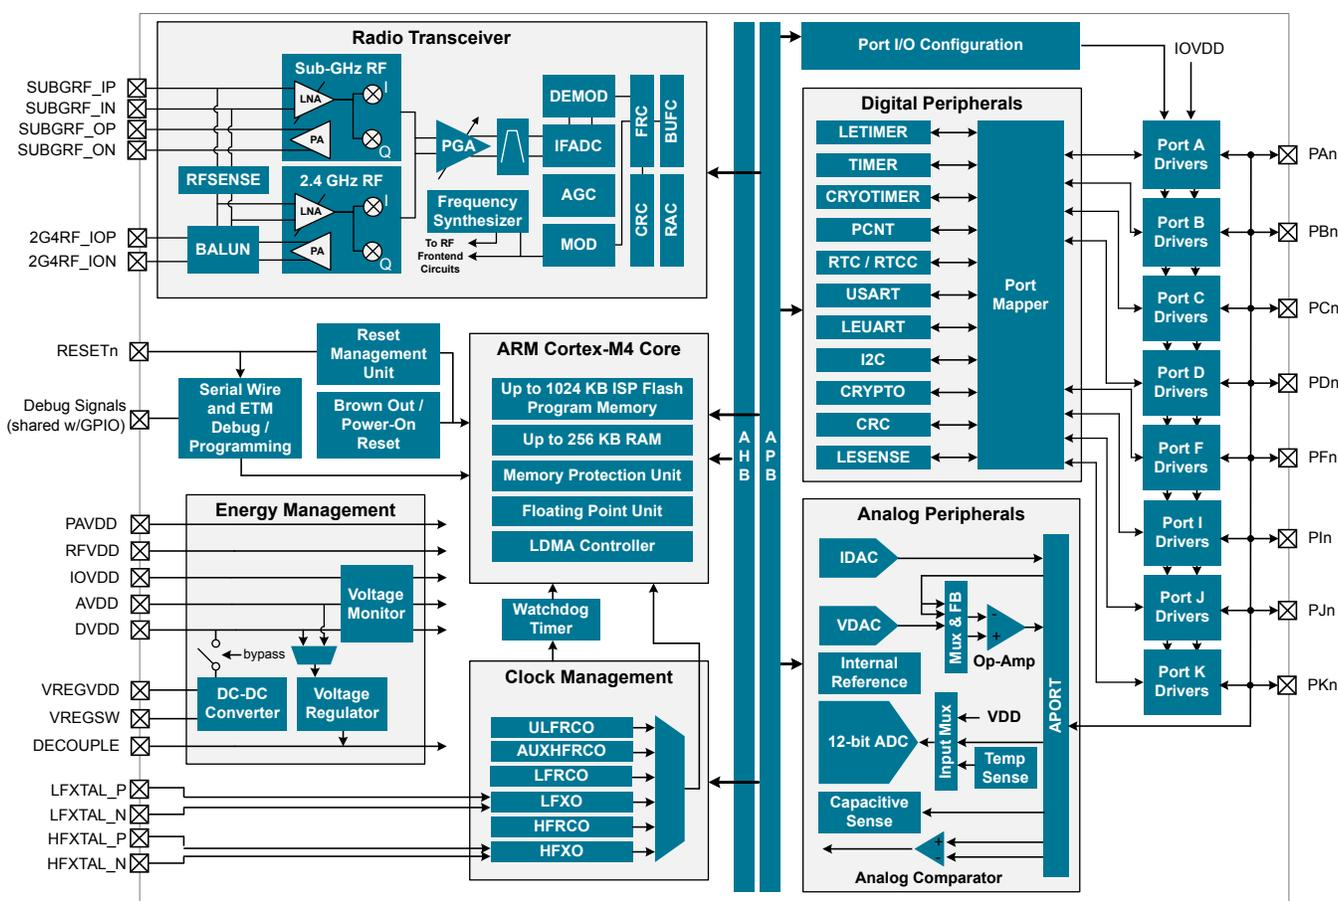 Radio Transceiver
SUBGRF_IP
SUBGRF_IN
SUBGRF_OP
SUBGRF_ON
2G4RF_IOP
2G4RF_ION
Sub-GHz RF
LNA
I
PA
Q
RFSENSE
2.4 GHz RF
LNA
I
PA
Q
BALUN
PGA
Frequency
Synthesizer
To RF
Frontend
Circuits
DEMOD
IFADC
AGC
MOD
FRC
BUFC
CRC
RAC
RESETn
Debug Signals
(shared w/GPIO)
Reset
Management
Unit
Serial Wire
and ETM
Debug /
Programming
Brown Out /
Power-On
Reset
ARM Cortex-M4 Core
Up to 1024 KB ISP Flash
Program Memory
Up to 256 KB RAM
Memory Protection Unit
Floating Point Unit
LDMA Controller
Energy Management
PAVDD
RFVDD
IOVDD
AVDD
DVDD
VREGVDD
VREGSW
DECOUPLE
Voltage
Monitor
bypass
DC-DC
Converter
Voltage
Regulator
Watchdog
Timer
Clock Management
ULFRCO
AUXHFRCO
LFRCO
LFXO
HFRCO
HFXO
LFXTAL_P
LFXTAL_N
HFXTAL_P
HFXTAL_N
A
H
B
A
P
B
Port I/O Configuration
IOVDD
Digital Peripherals
LETIMER
TIMER
CRYOTIMER
PCNT
RTC / RTCC
USART
LEUART
I2C
CRYPTO
CRC
LESENSE
Port
Mapper
Analog Peripherals
IDAC
VDAC
Mux & FB
-
+
Op-Amp
Internal
Reference
12-bit ADC
Input Mux
VDD
Temp
Sense
Capacitive
Sense
+
-
Analog Comparator
APORT
Port A
Drivers
Port B
Drivers
Port C
Drivers
Port D
Drivers
Port F
Drivers
Port I
Drivers
Port J
Drivers
Port K
Drivers
PAn
PBn
PCn
PDn
PFn
PIn
PJn
PKn